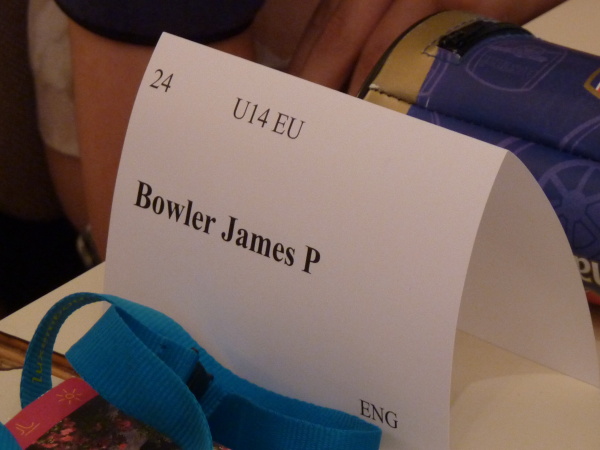 24
U14 EU
Bowler James P
ENG